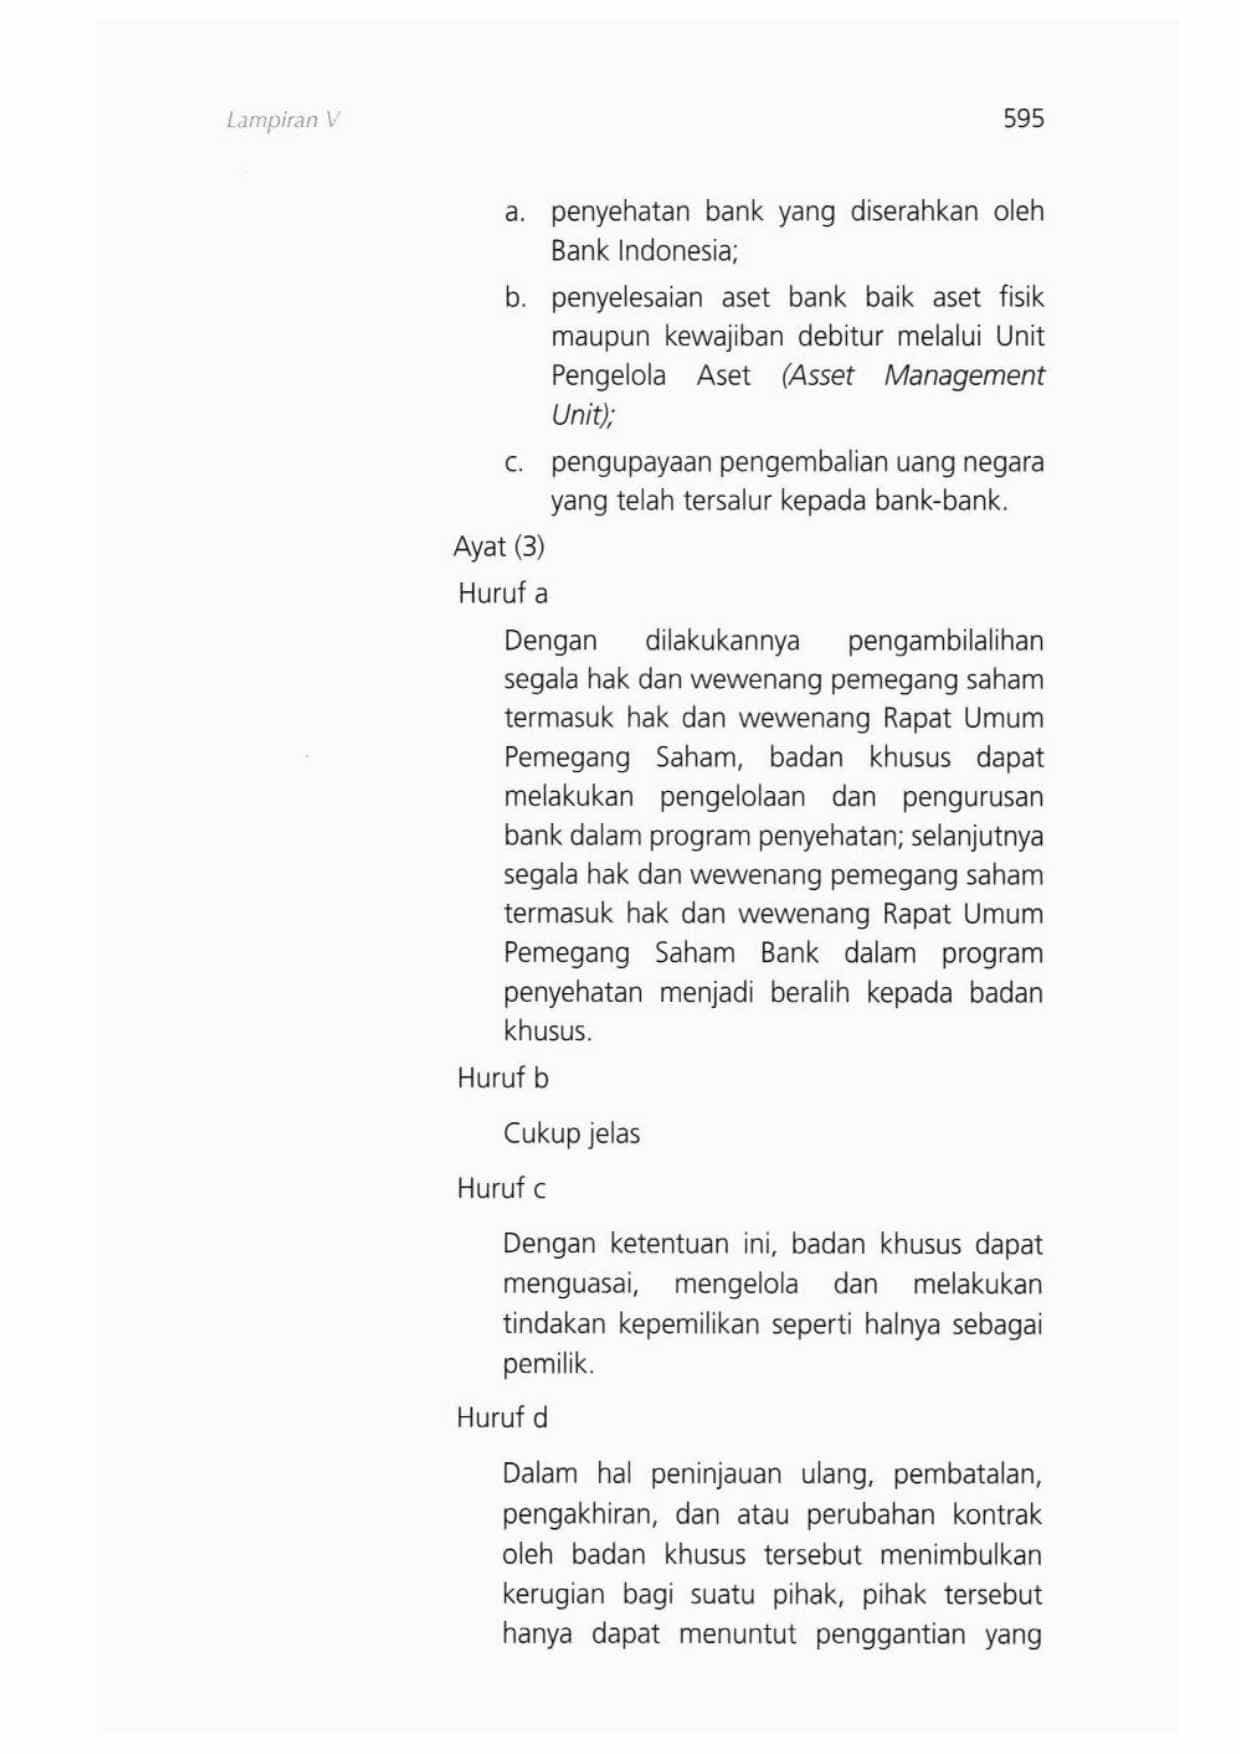 Lampiran V 595
a. penyehatan bank yang diserahkan oleh
Bank Indonesia;
b. penyelesaian aset bank baik aset fisik
maupun kewajiban debitur melalui Unit
Pengelola Aset (Asset Management
Unit);
c. pengupayaan pengembalian uang negara
yang telah tersalur kepada bank-bank.
Ayat (3)
Huruf a
Dengan dilakukannya pengambilalihan
segala hak dan wewenang pemegang saham
termasuk hak dan wewenang Rapat Umum
Pemegang Saham, badan khusus dapat
melakukan pengelolaan dan pengurusan
bank dalam program penyehatan; selanjutnya
segala hak dan wewenang pemegang saham
termasuk hak dan wewenang Rapat Umum
Pemegang Saham Bank dalam program
penyehatan menjadi beralih kepada badan
khusus.
Huruf b
Cukup jelas
Huruf c
Dengan ketentuan ini, badan khusus dapat
menguasai, mengelola dan melakukan
tindakan kepemilikan seperti halnya sebagai
pemilik.
Huruf d
Dalam hal peninjauan ulang, pembatalan,
pengakhiran, dan atau perubahan kontrak
oleh badan khusus tersebut menimbulkan
kerugian bagi suatu pihak, pihak tersebut
hanya dapat menuntut penggantian yang